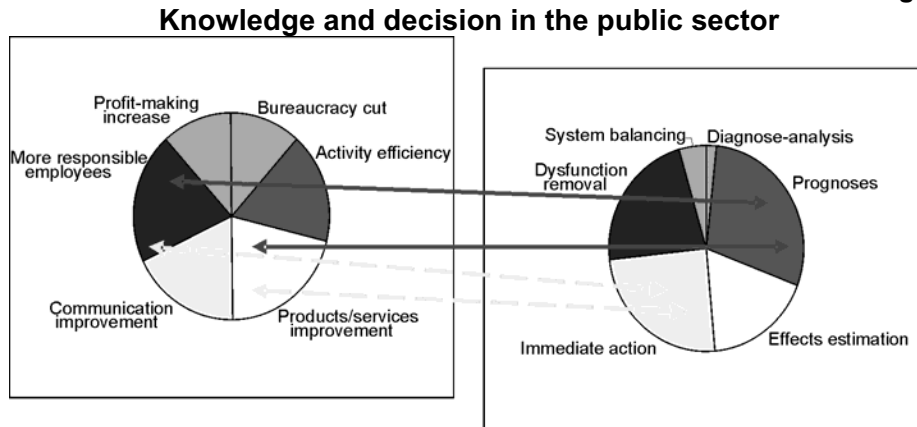 Knowledge and decision in the public sector
Profit-making
increase
Bureaucracy cut
More responsible
employees
Activity efficiency
Communication
improvement
Products/services
improvement
System balancing
Diagnose-analysis
Dysfunction
removal
Prognoses
Immediate action
Effects estimation